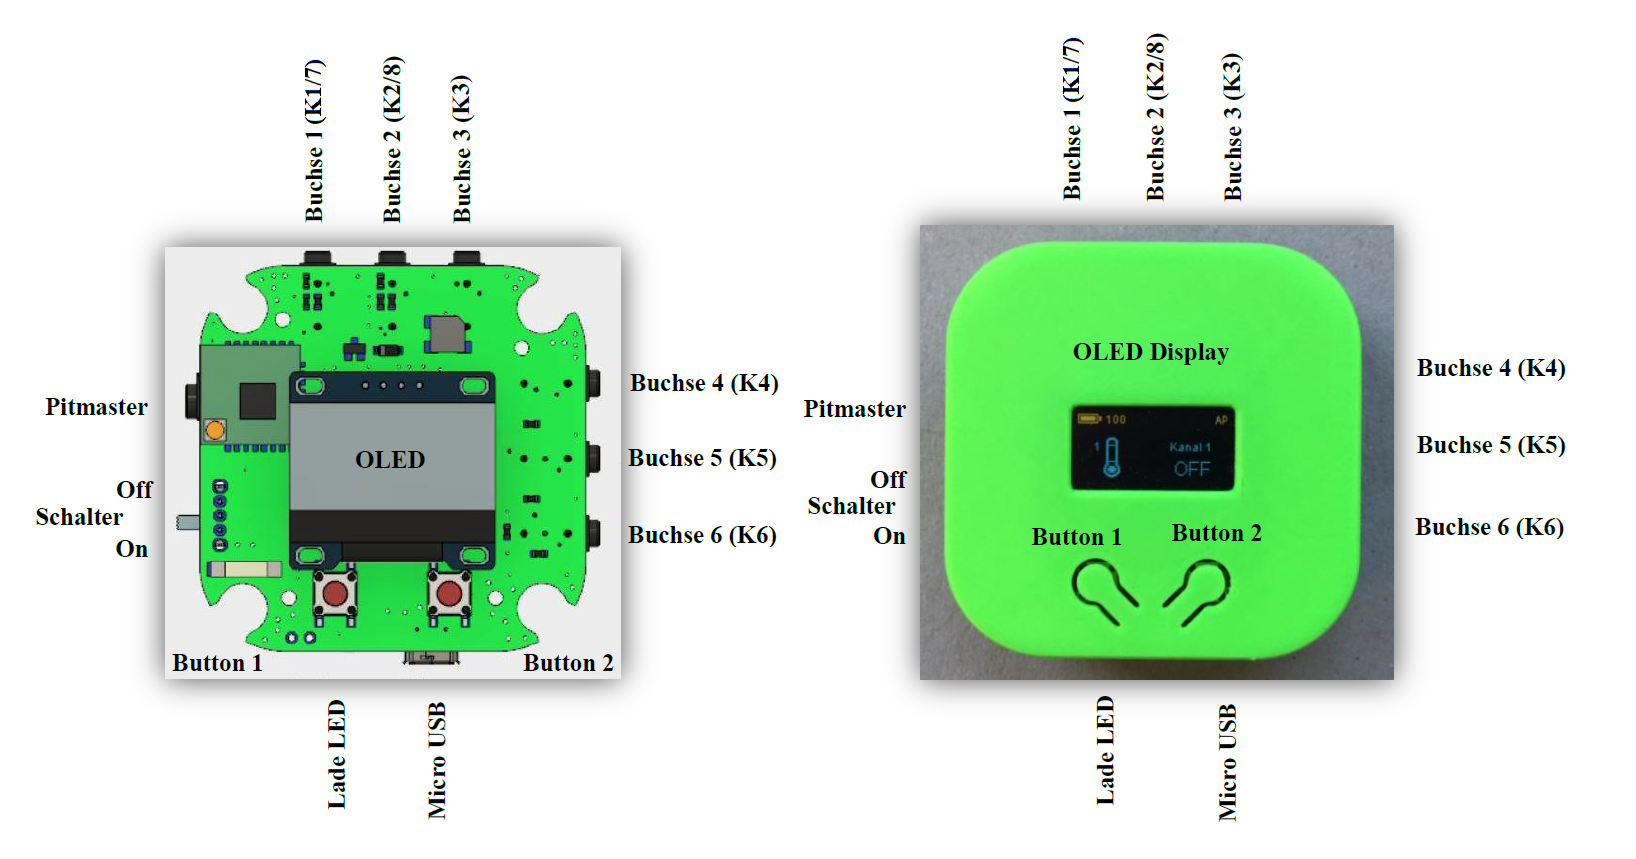 Buchse 1 (K1/7)
Buchse 2 (K2/8)
Buchse 3 (K3)
Pitmaster
Off
Schalter
On
OLED
Buchse 4 (K4)
Buchse 5 (K5)
Buchse 6 (K6)
Button 1
Button 2
Lade LED
Micro USB
Buchse 1 (K1/7)
Buchse 2 (K2/8)
Buchse 3 (K3)
Pitmaster
Off
Schalter
On
OLED Display
100
AP
1
Kanal 1
OFF
Button 1
Button 2
Buchse 4 (K4)
Buchse 5 (K5)
Buchse 6 (K6)
Lade LED
Micro USB